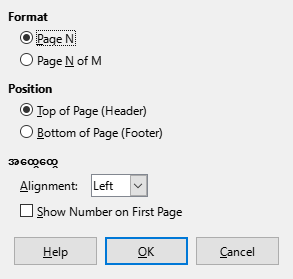 Format
Page N
Page N of M
Position
Top of Page (Header)
Bottom of Page (Footer)
အထွေထွေ
Alignment: Left
Show Number on First Page
Help OK Cancel